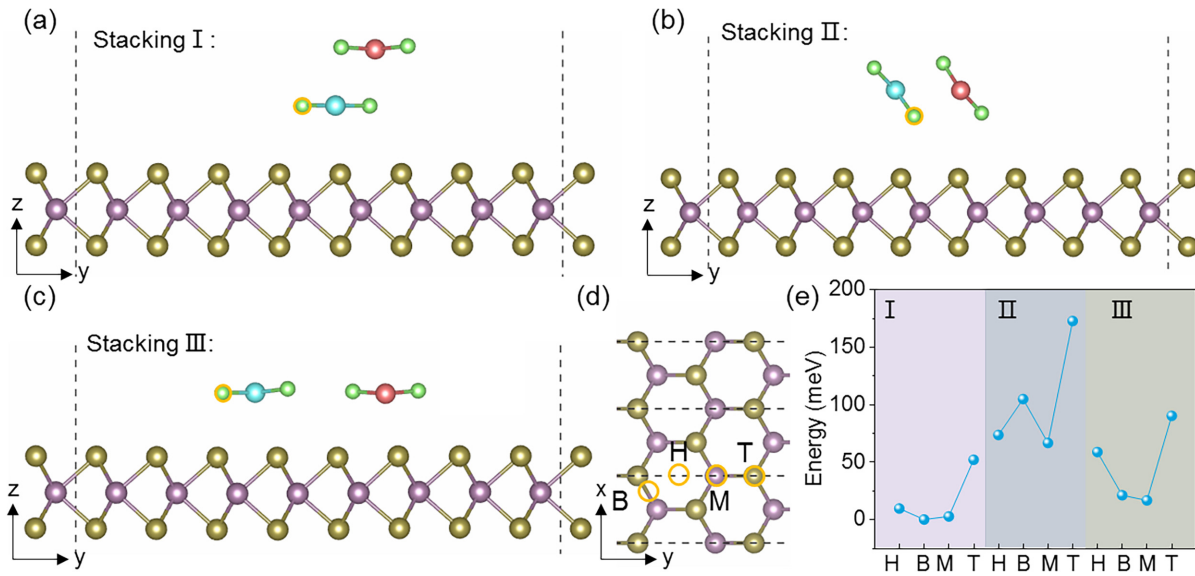 (a)
Stacking Ⅰ:
z
y
(b)
Stacking Ⅱ:
z
y
(c)
Stacking Ⅲ:
z
y
(d)
H
T
B
M
x
y
(e)
200
150
100
50
0
Energy (meV)
Ⅰ
Ⅱ
Ⅲ
H B M T H B M T H B M T